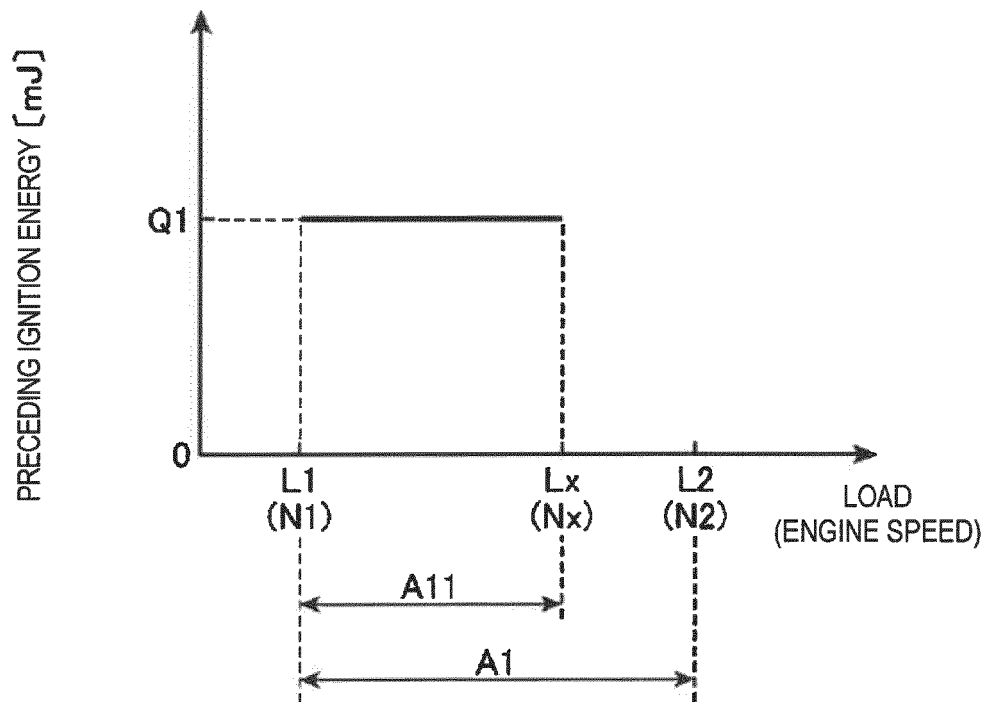 PRECEDING IGNITION ENERGY [mJ]
Q1
0
L1
(N1)
Lx
(Nx)
L2
(N2)
LOAD
(ENGINE SPEED)
A11
A1